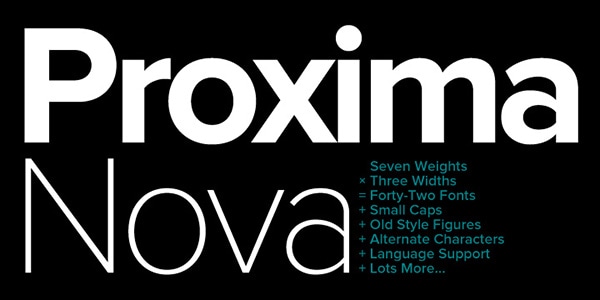 Proxima
Nova
Seven Weights
× Three Widths
= Forty-Two Fonts
+ Small Caps
+ Old Style Figures
+ Alternate Characters
+ Language Support
+ Lots More...